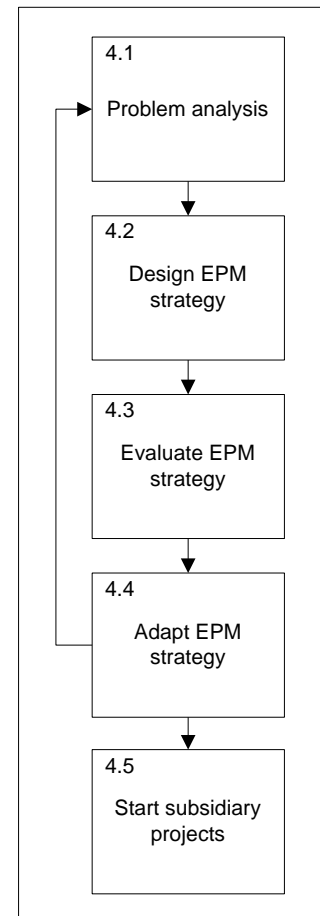 4.1
Problem analysis
4.2
Design EPM
strategy
4.3
Evaluate EPM
strategy
4.4
Adapt EPM
strategy
4.5
Start subsidiary
projects